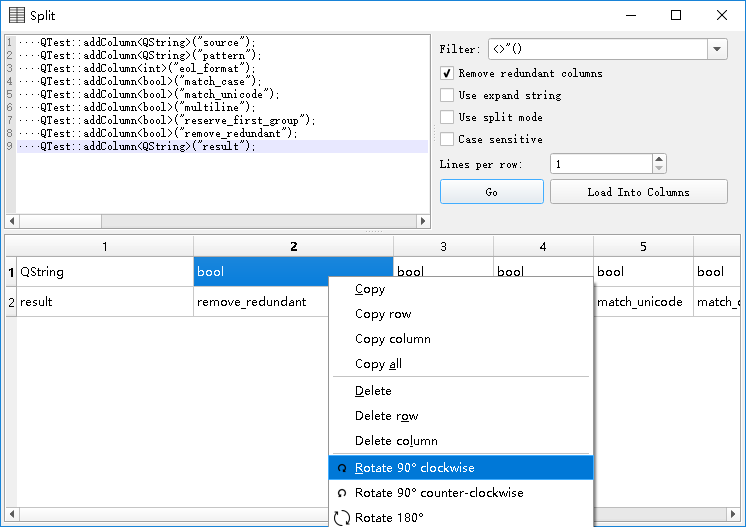 Split
1 ····QTest::addColumn<QString>("source");
2 ····QTest::addColumn<QString>("pattern");
3 ····QTest::addColumn<int>("eol_format");
4 ····QTest::addColumn<bool>("match_case");
5 ····QTest::addColumn<bool>("match_unicode");
6 ····QTest::addColumn<bool>("multiline");
7 ····QTest::addColumn<bool>("reserve_first_group");
8 ····QTest::addColumn<bool>("remove_redundant");
9 ····QTest::addColumn<QString>("result");
Filter: <>"()
Remove redundant columns
Use expand string
Use split mode
Case sensitive
Lines per row: 1
Go Load Into Columns
1 2 3 4 5 6
1 QString bool bool bool bool bool
2 result remove_redundant match_unicode
Copy
Copy row
Copy column
Copy all
Delete
Delete row
Delete column
Rotate 90° clockwise
Rotate 90° counter-clockwise
Rotate 180°